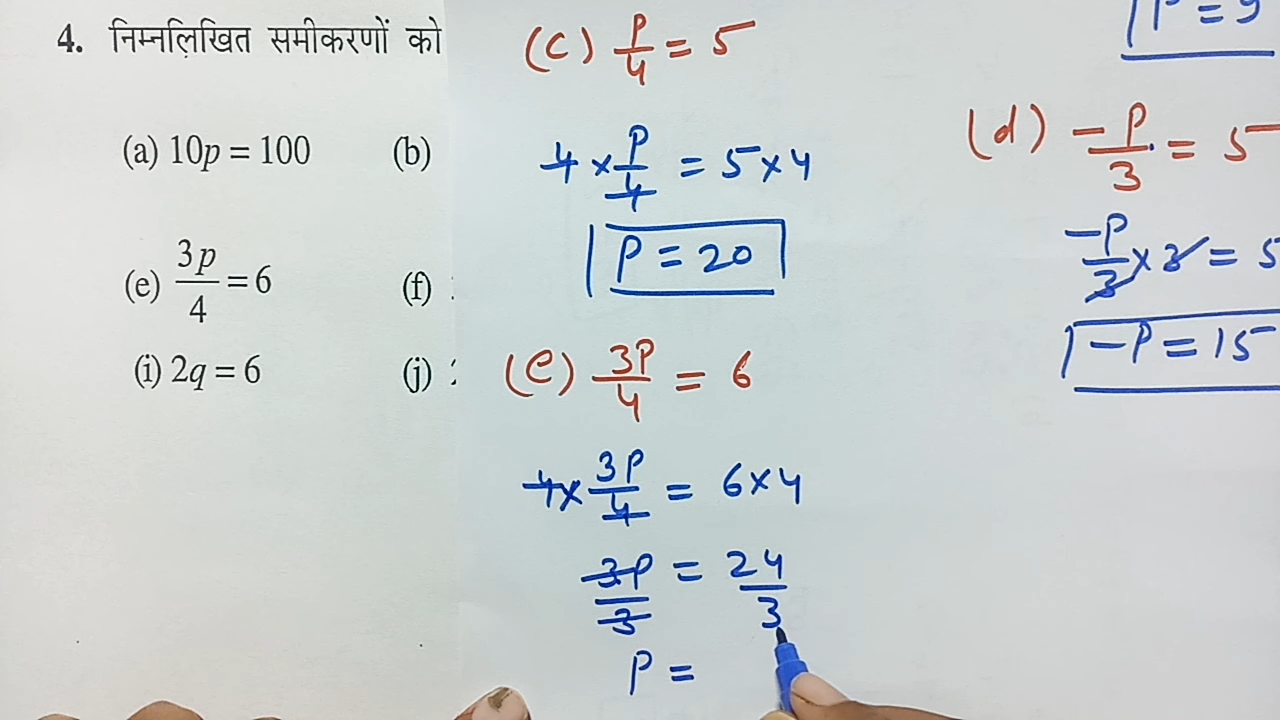 4. निम्नलिखित समीकरणों को
(a) 10p = 100 (b)
(e) 3p/4 = 6 (f)
(i) 2q = 6 (j)
(c) P/4 = 5
4 × P/4 = 5 × 4
P = 20
(e) 3P/4 = 6
4 × 3P/4 = 6 × 4
3P/3 = 24/3
P =
(d) -P/3 = 5
-P/3 × 3 = 5
-P = 15